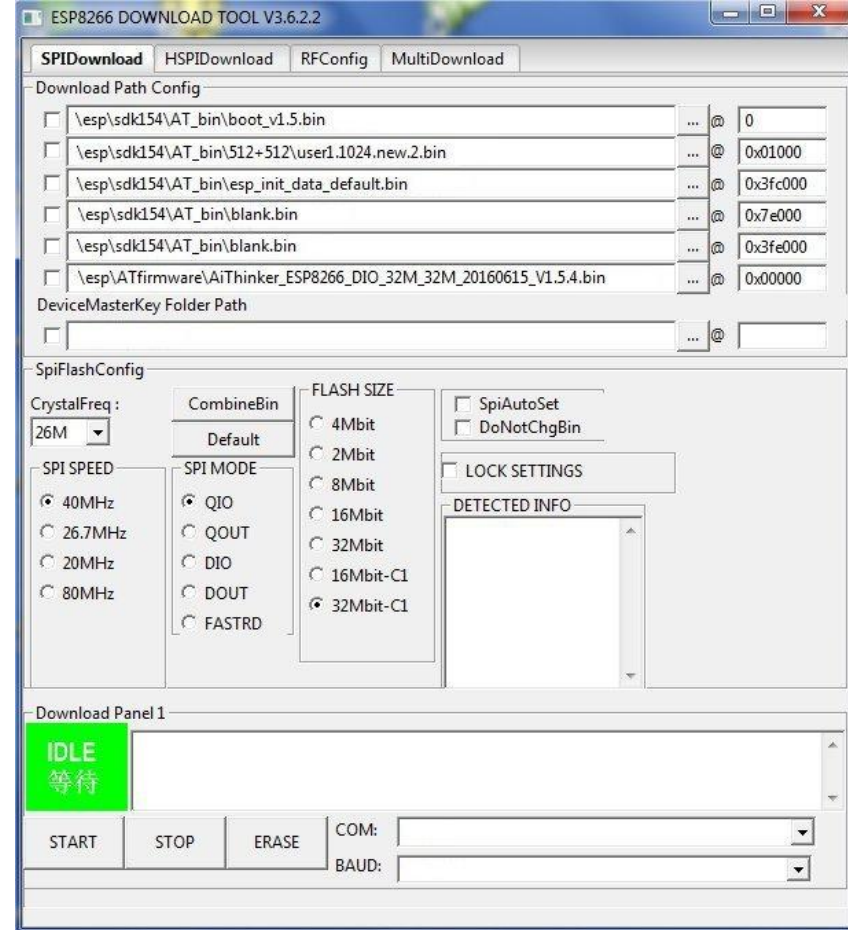 ESP8266 DOWNLOAD TOOL V3.6.2.2
SPIDownload HSPIDownload RFConfig MultiDownload
Download Path Config
\esp\sdk154\AT_bin\boot_v1.5.bin ... @ 0
\esp\sdk154\AT_bin\512+512\user1.1024.new.2.bin ... @ 0x01000
\esp\sdk154\AT_bin\esp_init_data_default.bin ... @ 0x3fc000
\esp\sdk154\AT_bin\blank.bin ... @ 0x7e000
\esp\sdk154\AT_bin\blank.bin ... @ 0x3fe000
\esp\ATfirmware\AiThinker_ESP8266_DIO_32M_32M_20160615_V1.5.4.bin ... @ 0x00000
DeviceMasterKey Folder Path
... @
SpiFlashConfig
CrystalFreq :
26M
CombineBin
Default
SPI SPEED
40MHz
26.7MHz
20MHz
80MHz
SPI MODE
QIO
QOUT
DIO
DOUT
FASTRD
FLASH SIZE
4Mbit
2Mbit
8Mbit
16Mbit
32Mbit
16Mbit-C1
32Mbit-C1
SpiAutoSet
DoNotChgBin
LOCK SETTINGS
DETECTED INFO
Download Panel 1
IDLE
等待
START STOP ERASE
COM:
BAUD: